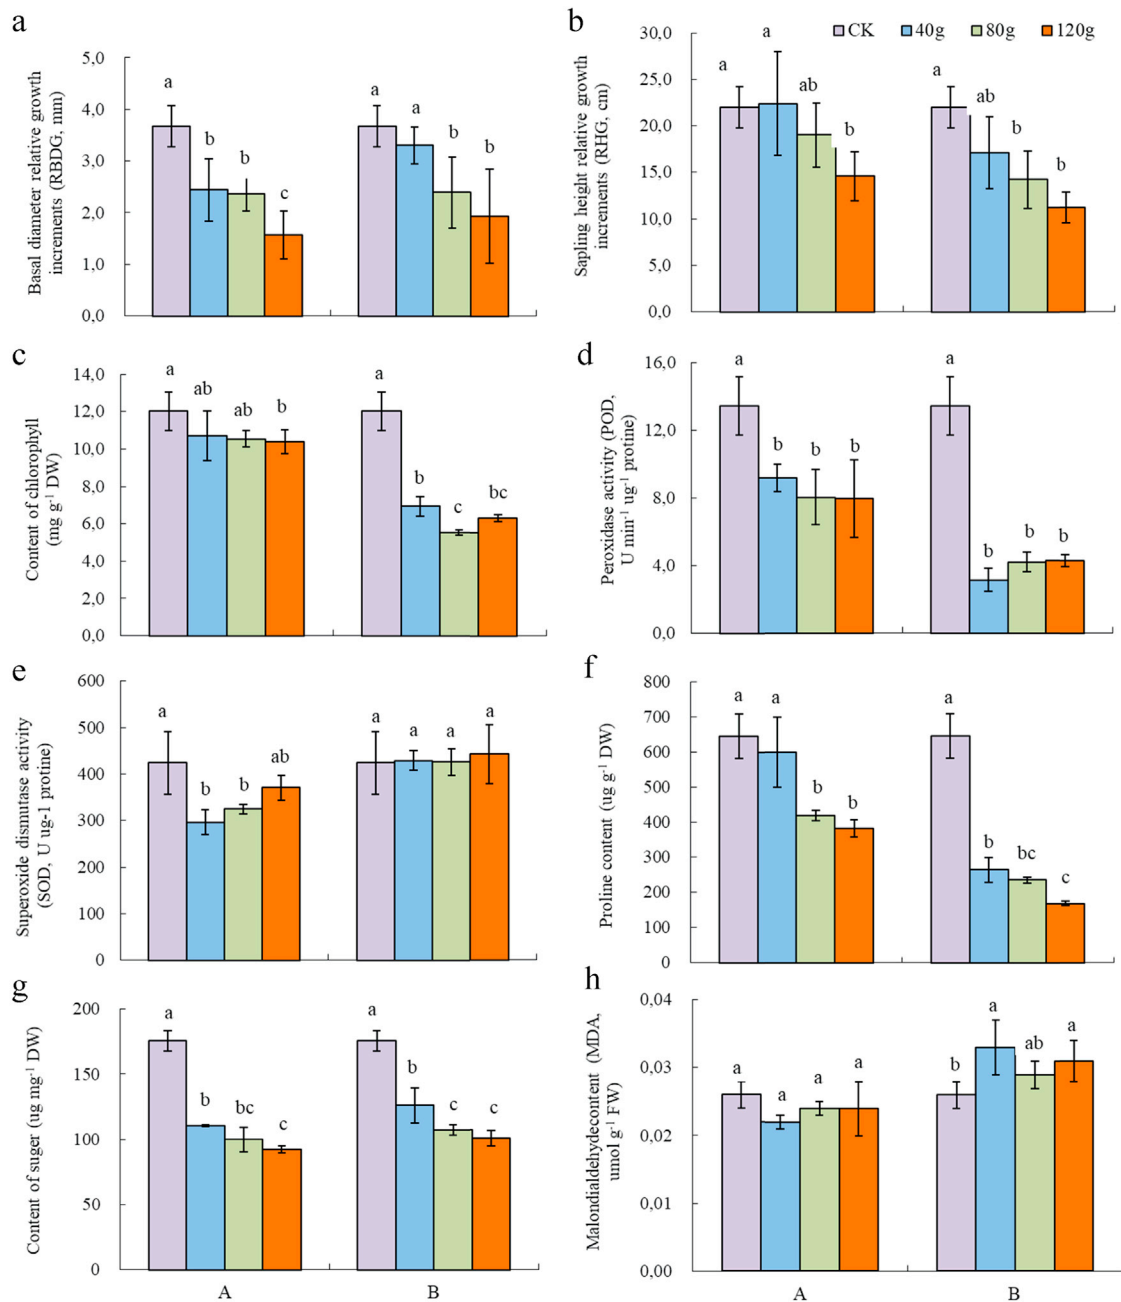 a
Basal diameter relative growth
increments (RBDG, mm)
5,0
4,0
3,0
2,0
1,0
0,0
a
b
b
c
a
a
b
b
b
CK
40g
80g
120g
Sapling height relative growth
increments (RHG, cm)
30,0
25,0
20,0
15,0
10,0
5,0
0,0
a
a
ab
b
a
ab
b
b
c
Content of chlorophyll
(mg g-1 DW)
14,0
12,0
10,0
8,0
6,0
4,0
2,0
0,0
a
ab
ab
b
a
b
c
bc
d
Peroxidase activity (POD,
U min-1 ug-1 protine)
16,0
12,0
8,0
4,0
0,0
a
b
b
b
a
b
b
b
e
Superoxide dismutase activity
(SOD, U ug-1 protine)
600
500
400
300
200
100
0
a
b
b
ab
a
a
a
a
f
Proline content (ug g-1 DW)
800
700
600
500
400
300
200
100
0
a
a
b
b
a
b
bc
c
g
Content of suger (ug mg-1 DW)
200
150
100
50
0
a
b
bc
c
a
b
c
c
A
B
h
Malondialdehydecontent (MDA,
umol g-1 FW)
0,04
0,03
0,02
0,01
0,00
a
a
a
a
b
a
ab
a
A
B